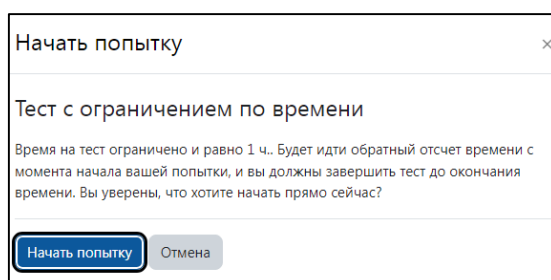 Начать попытку ×
Тест с ограничением по времени
Время на тест ограничено и равно 1 ч.. Будет идти обратный отсчет времени с
момента начала вашей попытки, и вы должны завершить тест до окончания
времени. Вы уверены, что хотите начать прямо сейчас?
Начать попытку Отмена